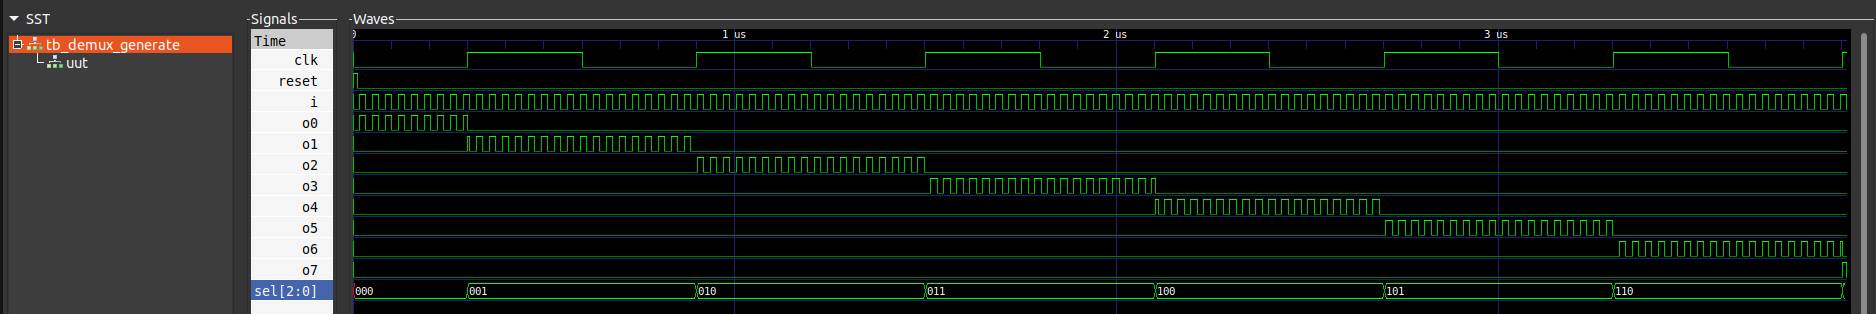 SST
Signals
Waves
tb_demux_generate
uut
Time
0
1 us
2 us
3 us
clk
reset
i
o0
o1
o2
o3
o4
o5
o6
o7
sel[2:0]
000
001
010
011
100
101
110